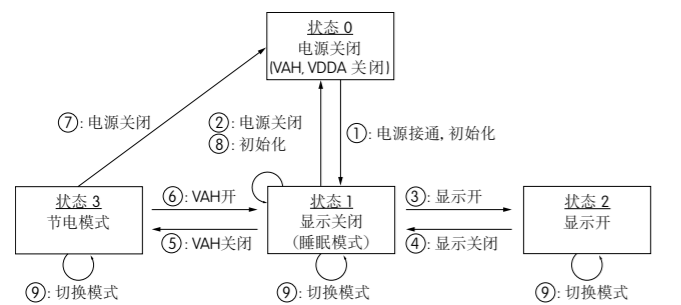 状态 0
电源关闭
(VAH, VDDA 关闭)
⑦: 电源关闭
②: 电源关闭
⑧: 初始化
①: 电源接通, 初始化
状态 3
节电模式
⑥: VAH开
⑤: VAH关闭
状态 1
显示关闭
(睡眠模式)
③: 显示开
④: 显示关闭
状态 2
显示开
⑨: 切换模式
⑨: 切换模式
⑨: 切换模式